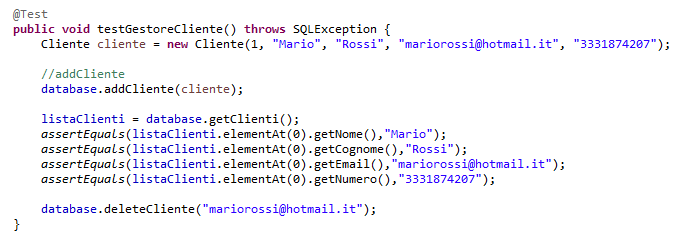 @Test
public void testGestoreCliente() throws SQLException {
    Cliente cliente = new Cliente(1, "Mario", "Rossi", "mariorossi@hotmail.it", "3331874207");

    //addCliente
    database.addCliente(cliente);

    listaClienti = database.getClienti();
    assertEquals(listaClienti.elementAt(0).getNome(),"Mario");
    assertEquals(listaClienti.elementAt(0).getCognome(),"Rossi");
    assertEquals(listaClienti.elementAt(0).getEmail(),"mariorossi@hotmail.it");
    assertEquals(listaClienti.elementAt(0).getNumero(),"3331874207");

    database.deleteCliente("mariorossi@hotmail.it");
}